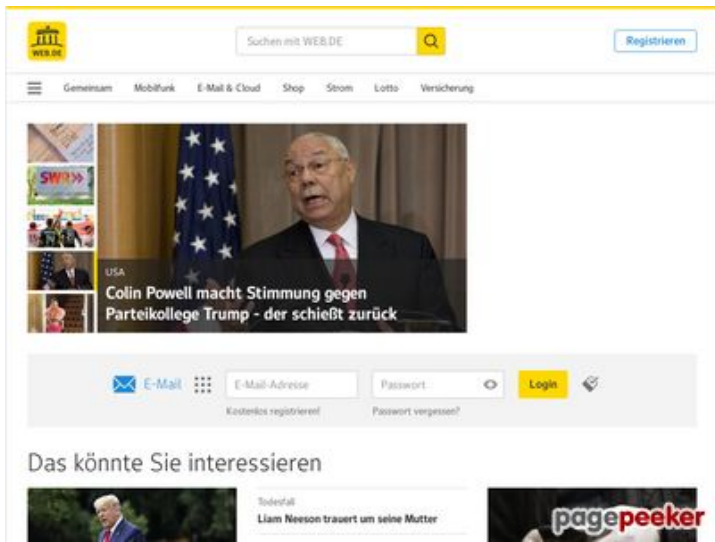 WEB.DE
Suchen mit WEB.DE
Registrieren
Gemeinsam Mobilfunk E-Mail & Cloud Shop Strom Lotto Versicherung
SWR»
USA
Colin Powell macht Stimmung gegen
Parteikollege Trump - der schießt zurück
E-Mail E-Mail-Adresse Passwort Login
Kostenlos registrieren! Passwort vergessen?
Das könnte Sie interessieren
Todesfall
Liam Neeson trauert um seine Mutter
pagepeeker